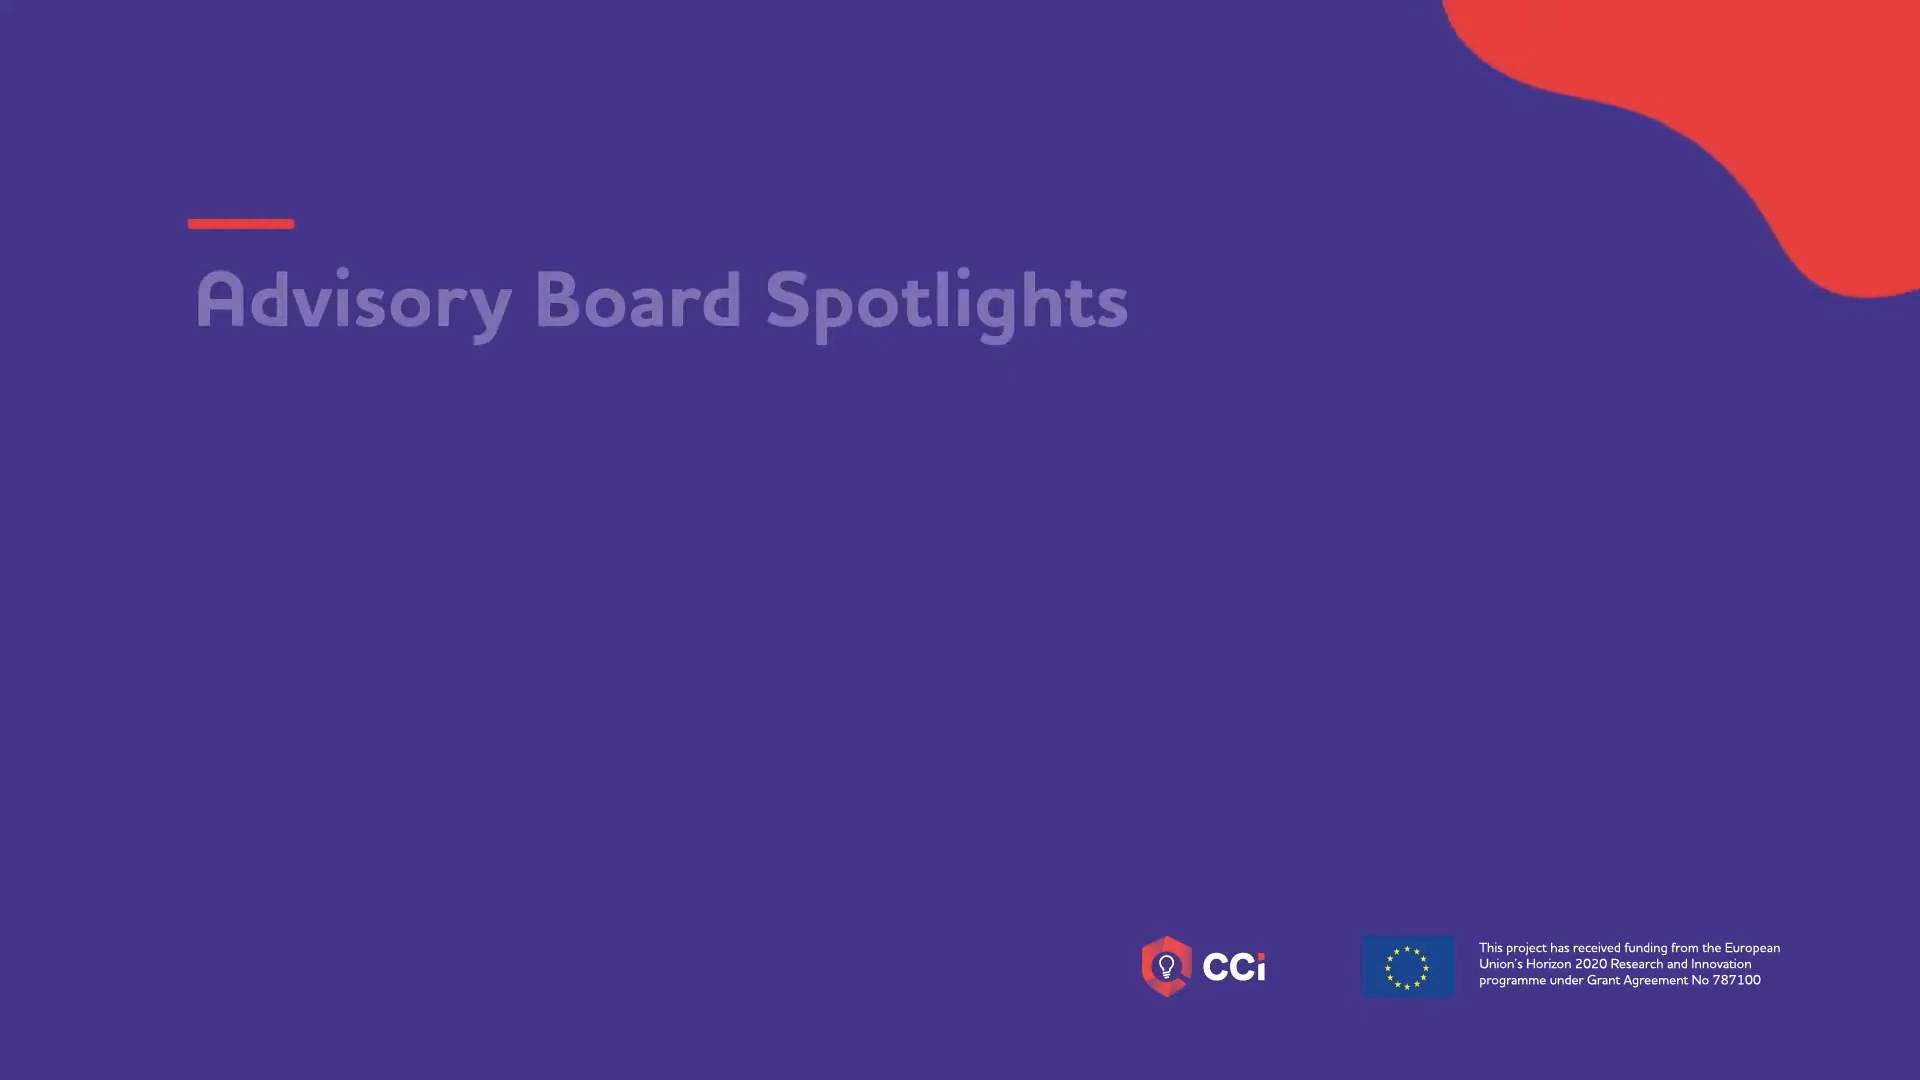 Advisory Board Spotlights
CCi
This project has received funding from the European
Union's Horizon 2020 Research and Innovation
programme under Grant Agreement No 787100